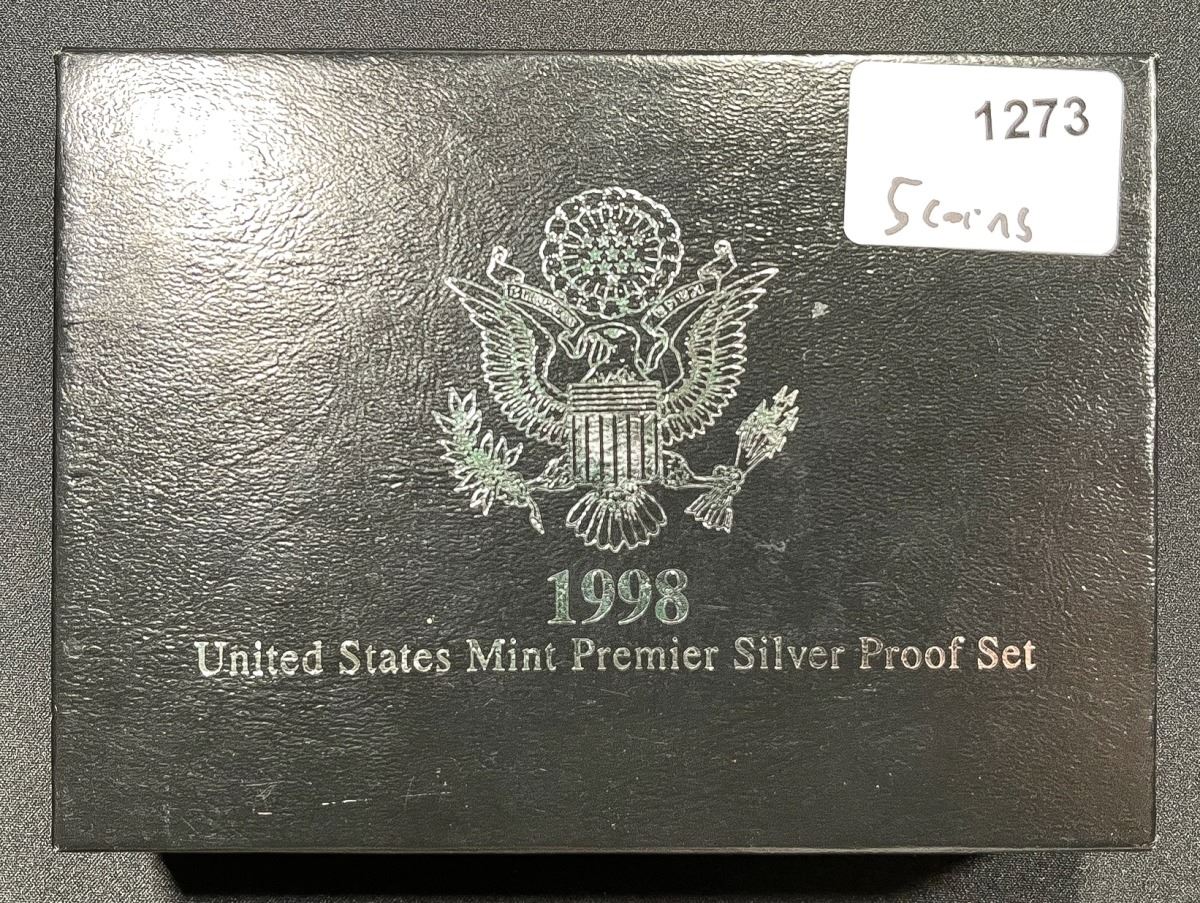 1273
5 coins
1998
United States Mint Premier Silver Proof Set